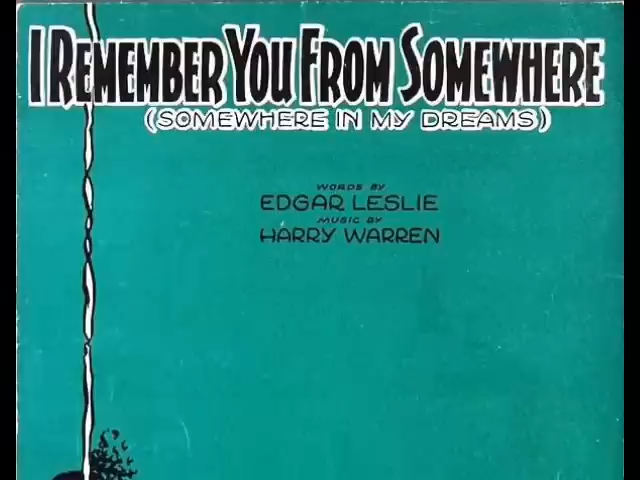 I REMEMBER YOU FROM SOMEWHERE
(SOMEWHERE IN MY DREAMS)
WORDS BY
EDGAR LESLIE
MUSIC BY
HARRY WARREN